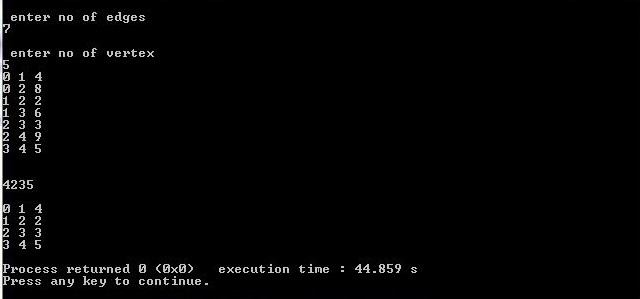 enter no of edges
7
enter no of vertex
5
0 1 4
0 2 8
1 2 2
1 3 6
2 3 3
2 4 9
3 4 5
4235
0 1 4
1 2 2
2 3 3
3 4 5
Process returned 0 (0x0)   execution time : 44.859 s
Press any key to continue.